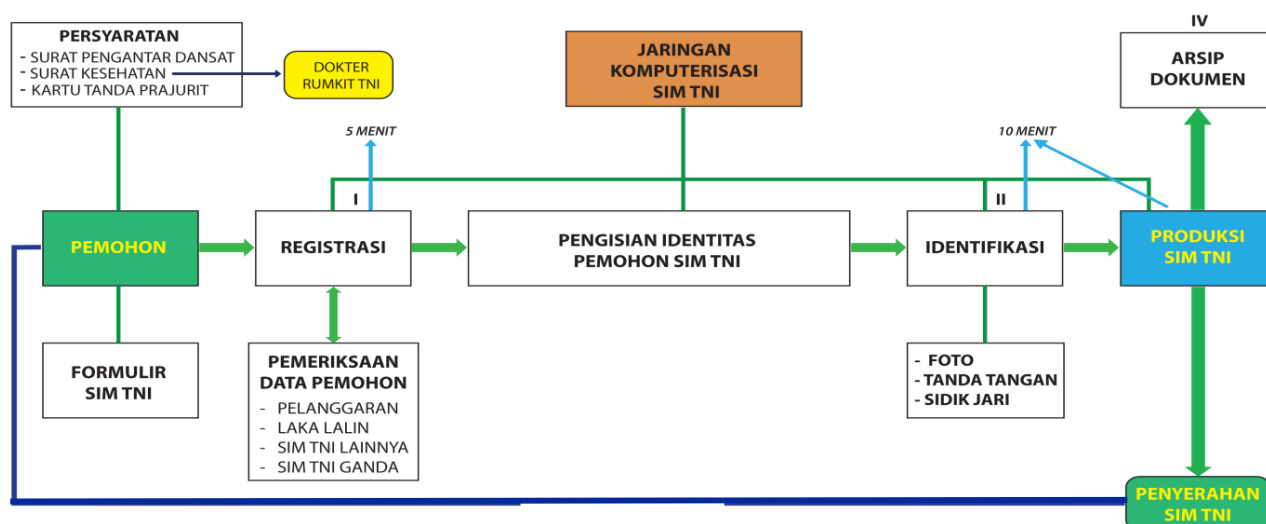 PERSYARATAN
- SURAT PENGANTAR DANSAT
- SURAT KESEHATAN
- KARTU TANDA PRAJURIT
DOKTER
RUMKIT TNI
JARINGAN
KOMPUTERISASI
SIM TNI
IV
ARSIP
DOKUMEN
5 MENIT
10 MENIT
I
II
PEMOHON
REGISTRASI
PENGISIAN IDENTITAS
PEMOHON SIM TNI
IDENTIFIKASI
PRODUKSI
SIM TNI
FORMULIR
SIM TNI
PEMERIKSAAN
DATA PEMOHON
- PELANGGARAN
- LAKA LALIN
- SIM TNI LAINNYA
- SIM TNI GANDA
- FOTO
- TANDA TANGAN
- SIDIK JARI
PENYERAHAN
SIM TNI